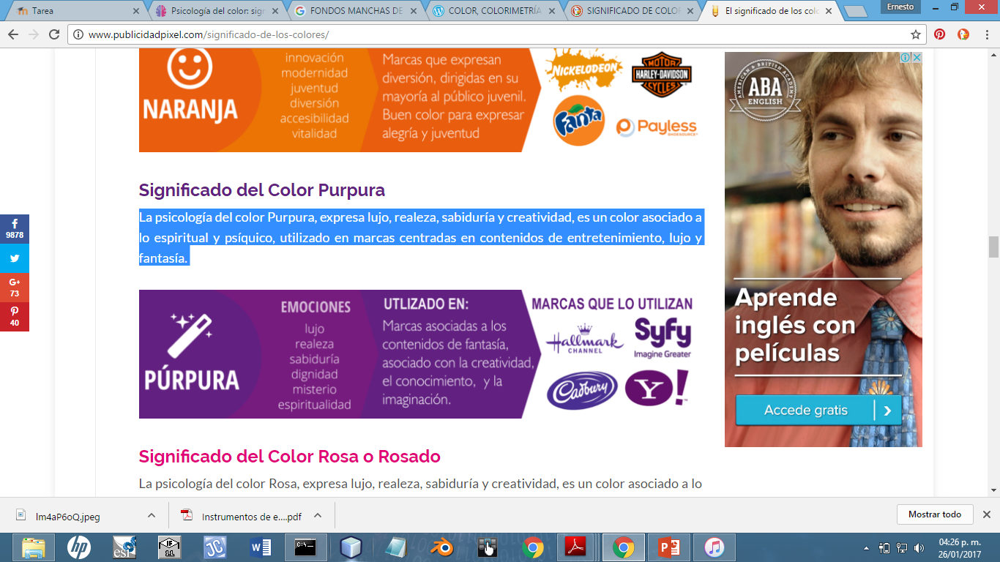 Tarea
Psicología del color: sig
FONDOS MANCHAS DE
COLOR, COLORIMETRÍA
SIGNIFICADO DE COLOR
El significado de los colo
Ernesto
www.publicidadpixel.com/significado-de-los-colores/
NARANJA
innovación
modernidad
juventud
diversión
accesibilidad
vitalidad
Marcas que expresan
diversión, dirigidas en su
mayoría al público juvenil.
Buen color para expresar
alegría y juventud
NICKELODEON
MOTOR
HARLEY-DAVIDSON
CYCLES
Fanta
Payless
SHOESOURCE
AMERICAN & BRITISH ACADEMY
ABA
ENGLISH
Aprende
inglés con
películas
Accede gratis
9878
G+
73
40
Significado del Color Purpura
La psicología del color Purpura, expresa lujo, realeza, sabiduría y creatividad, es un color asociado a
lo espiritual y psíquico, utilizado en marcas centradas en contenidos de entretenimiento, lujo y
fantasía.
PÚRPURA
EMOCIONES
lujo
realeza
sabiduría
dignidad
misterio
espiritualidad
UTLIZADO EN:
Marcas asociadas a los
contenidos de fantasía,
asociado con la creatividad,
el conocimiento, y la
imaginación.
MARCAS QUE LO UTILIZAN
Hallmark
CHANNEL
Syfy
Imagine Greater
Cadbury
Y!
Significado del Color Rosa o Rosado
La psicología del color Rosa, expresa lujo, realeza, sabiduría y creatividad, es un color asociado a lo
Im4aP6oQ.jpeg
Instrumentos de e....pdf
Mostrar todo
hp
esi
JC
C:\_
04:26 p. m.
26/01/2017